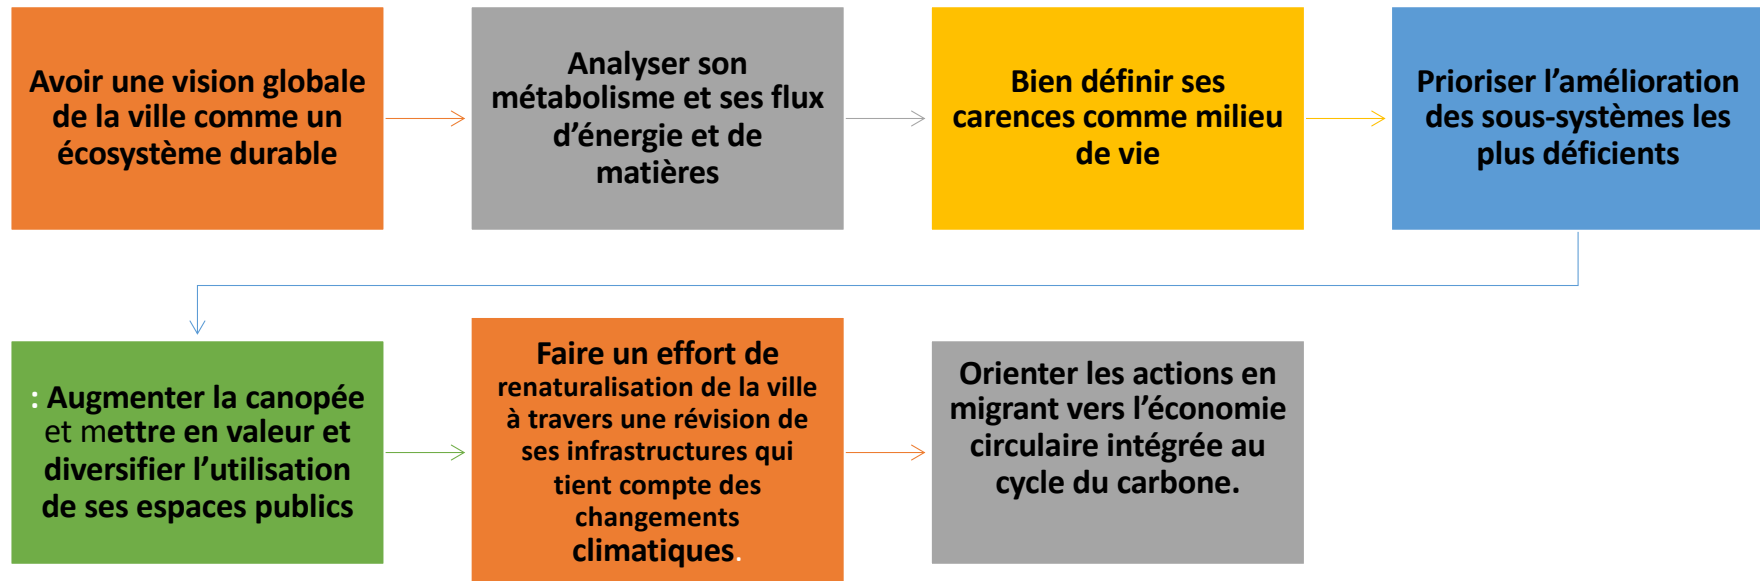 Avoir une vision globale
de la ville comme un
écosystème durable
Analyser son
métabolisme et ses flux
d’énergie et de
matières
Bien définir ses
carences comme milieu
de vie
Prioriser l’amélioration
des sous-systèmes les
plus déficients
: Augmenter la canopée
et mettre en valeur et
diversifier l’utilisation
de ses espaces publics
Faire un effort de
renaturalisation de la ville
à travers une révision de
ses infrastructures qui
tient compte des
changements
climatiques.
Orienter les actions en
migrant vers l’économie
circulaire intégrée au
cycle du carbone.